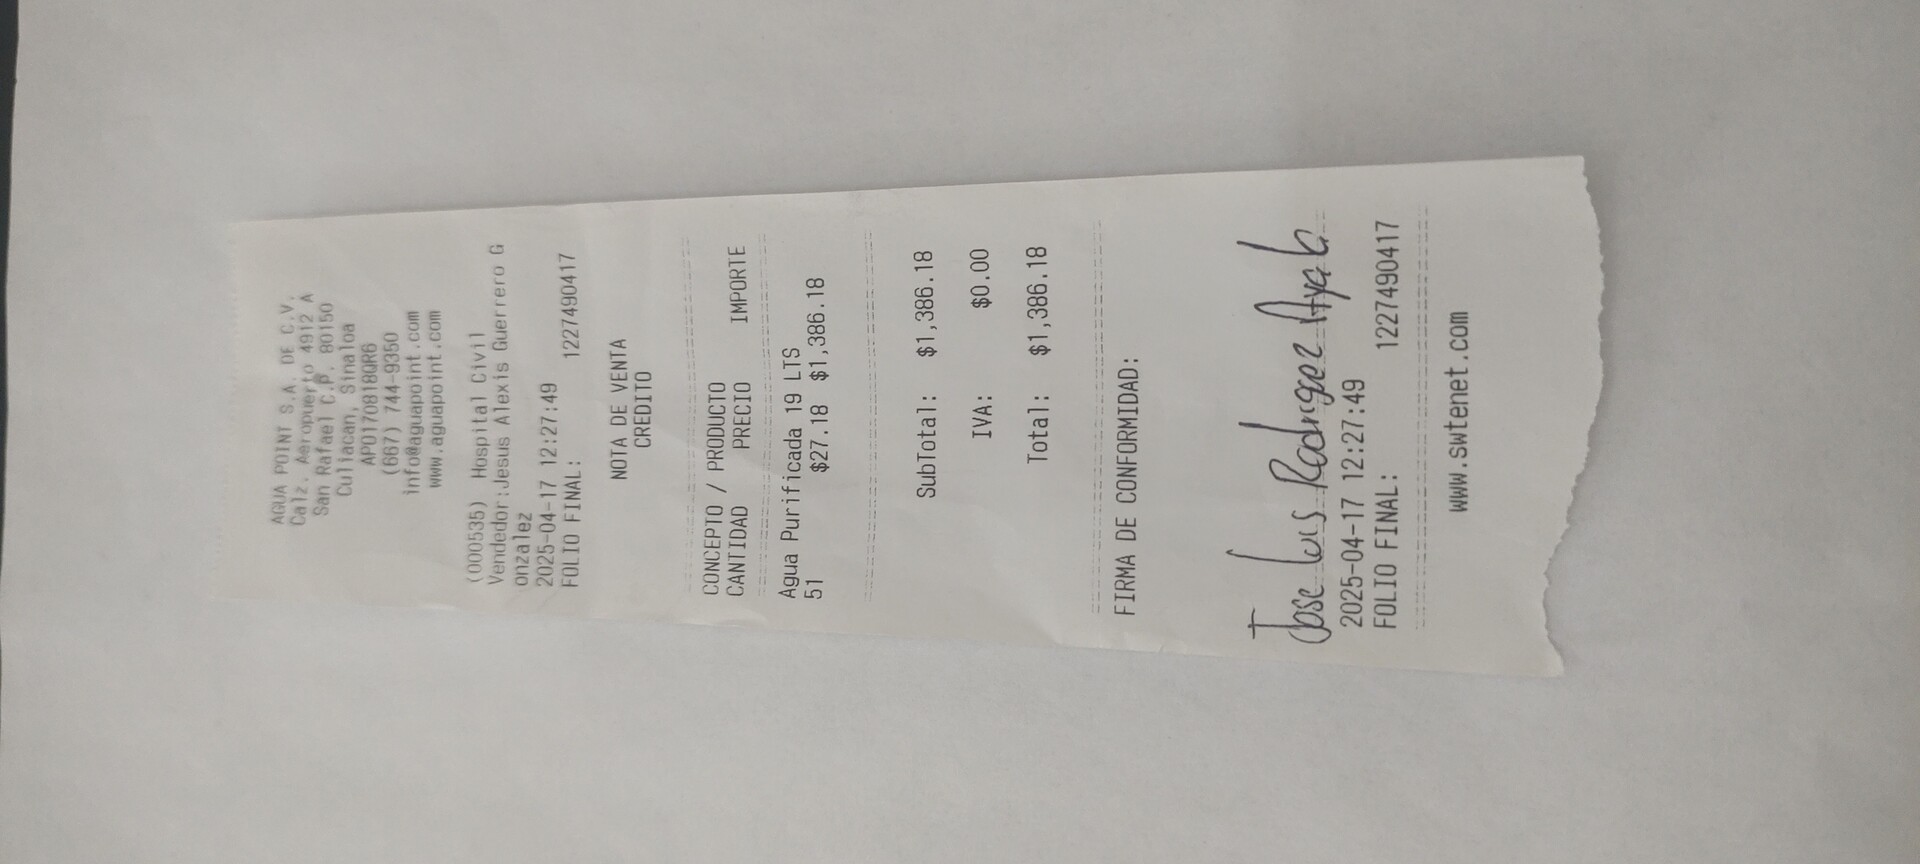 AGUA POINT S.A. DE C.V.
Calz. Aeropuerto 4912 A
San Rafael C.P. 80150
Culiacan, Sinaloa
APO170818QR6
(667) 744-9350
info@aguapoint.com
www.aguapoint.com
(000535) Hospital Civil
Vendedor:Jesus Alexis Guerrero G
onzalez
2025-04-17 12:27:49
FOLIO FINAL: 1227490417
NOTA DE VENTA
CREDITO
CONCEPTO / PRODUCTO
CANTIDAD PRECIO IMPORTE
Agua Purificada 19 LTS
51 $27.18 $1,386.18
SubTotal: $1,386.18
IVA: $0.00
Total: $1,386.18
FIRMA DE CONFORMIDAD:
Jose Luis Rodriguez Ayala
2025-04-17 12:27:49
FOLIO FINAL: 1227490417
www.swtenet.com